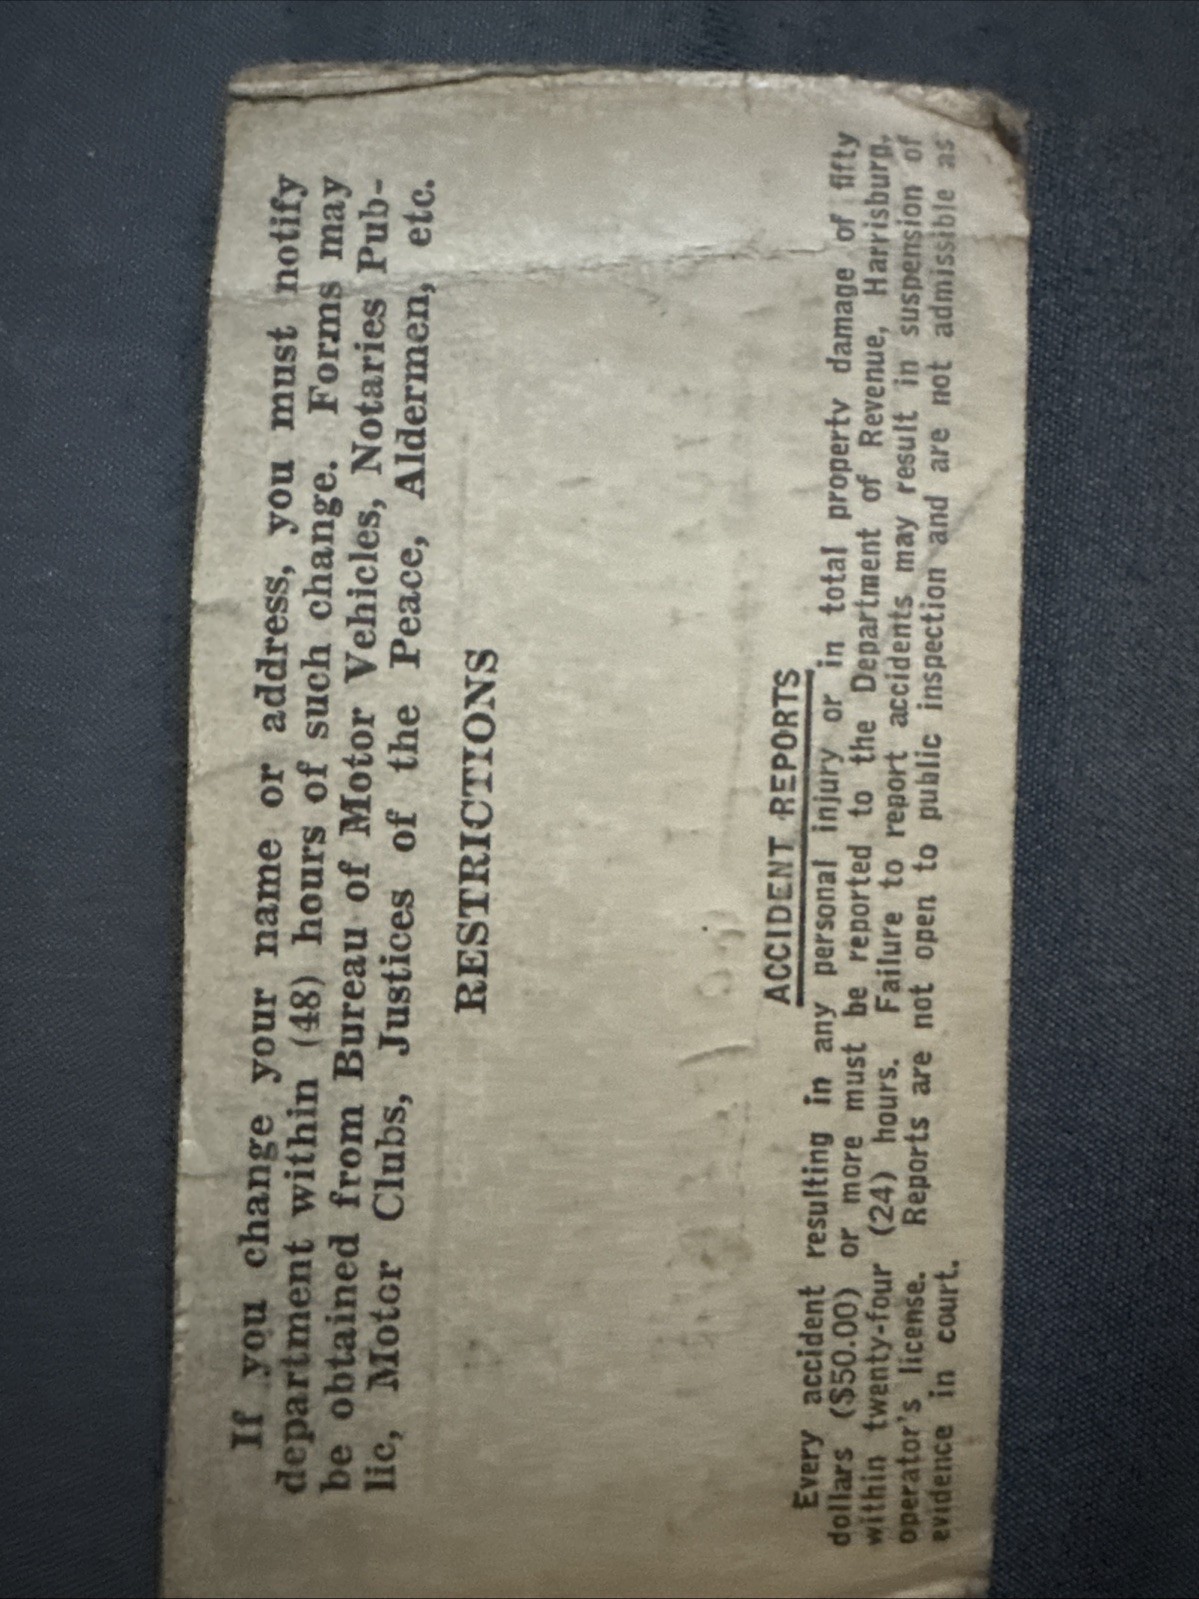 If you change your name or address, you must notify
department within (48) hours of such change. Forms may
be obtained from Bureau of Motor Vehicles, Notaries Pub-
lic, Motor Clubs, Justices of the Peace, Aldermen, etc.
RESTRICTIONS
ACCIDENT REPORTS
Every accident resulting in any personal injury or in total property damage of fifty
dollars ($50.00) or more must be reported to the Department of Revenue, Harrisburg,
within twenty-four (24) hours. Failure to report accidents may result in suspension of
operator's license. Reports are not open to public inspection and are not admissible as
evidence in court.